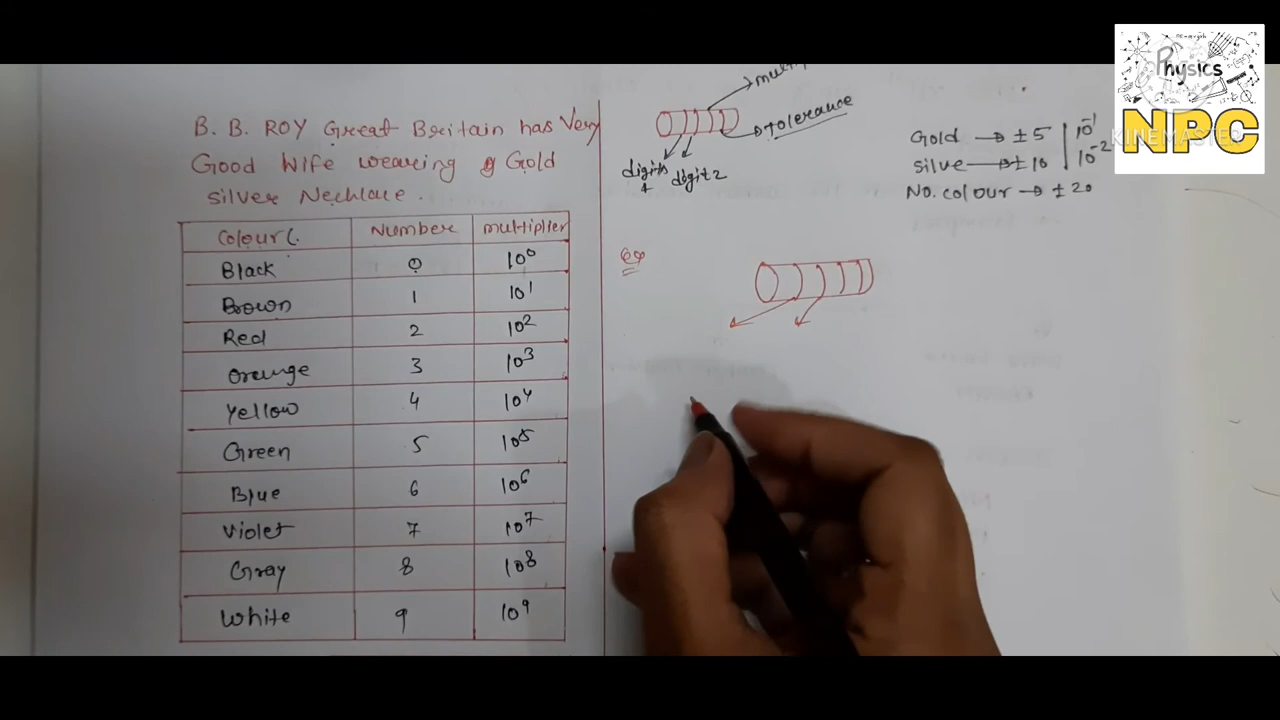 B. B. ROY Great Britain has Very
Good Wife wearing Gold
silver Necklace.
Colour
Number
multiplier
Black
0
10⁰
Brown
1
10¹
Red
2
10²
Orange
3
10³
Yellow
4
10⁴
Green
5
10⁵
Blue
6
10⁶
Violet
7
10⁷
Gray
8
10⁸
White
9
10⁹
tolerance
digit 2
Gold → ±5 | 10⁻¹
silve → ±10 | 10⁻²
No. colour → ±20
eg
Physics
NPC
KINEMASTER